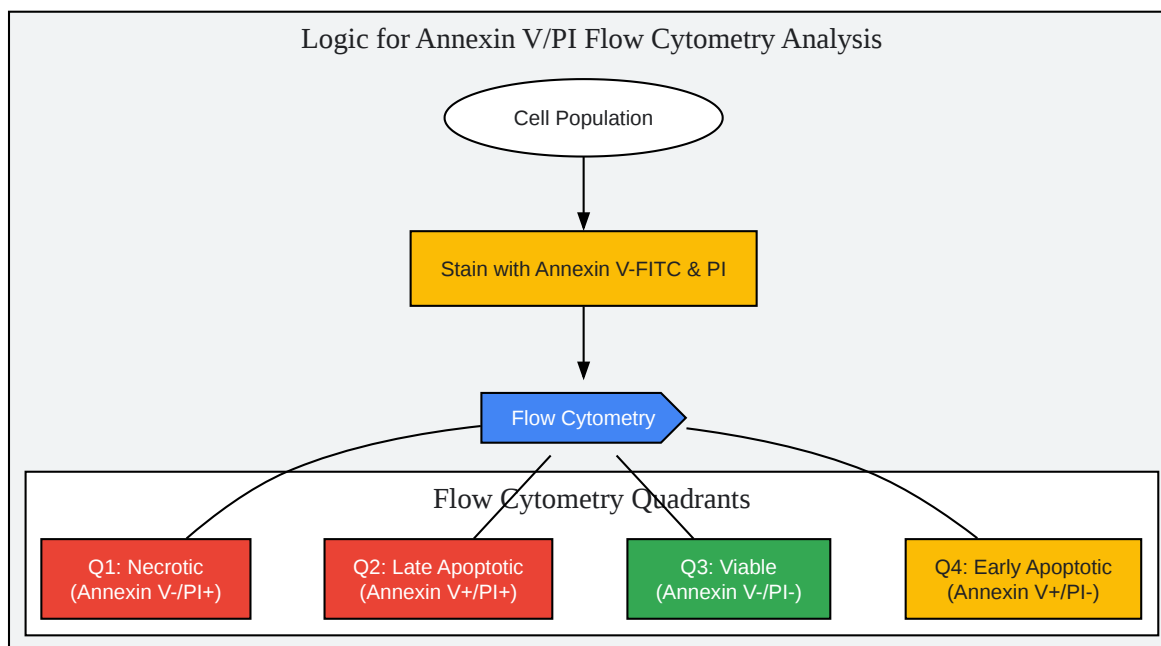 Logic for Annexin V/PI Flow Cytometry Analysis
Cell Population
Stain with Annexin V-FITC & PI
Flow Cytometry
Flow Cytometry Quadrants
Q1: Necrotic
(Annexin V-/PI+)
Q2: Late Apoptotic
(Annexin V+/PI+)
Q3: Viable
(Annexin V-/PI-)
Q4: Early Apoptotic
(Annexin V+/PI-)